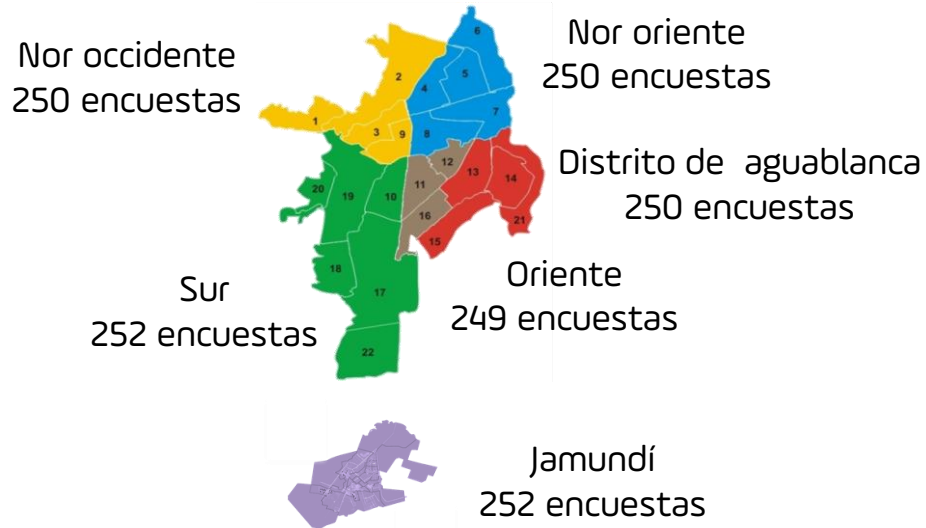 Nor occidente
250 encuestas
Nor oriente
250 encuestas
Distrito de aguablanca
250 encuestas
Sur
252 encuestas
Oriente
249 encuestas
Jamundí
252 encuestas
6
2
5
4
7
1
3
9
8
12
11
13
14
20
19
10
16
21
15
18
17
22